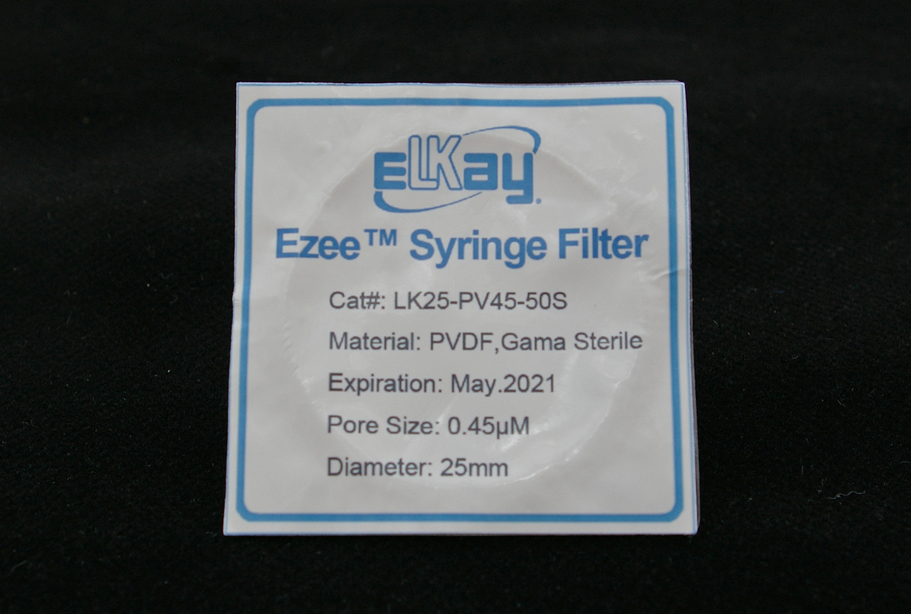 ELKay
Ezee™ Syringe Filter
Cat#: LK25-PV45-50S
Material: PVDF,Gama Sterile
Expiration: May.2021
Pore Size: 0.45µM
Diameter: 25mm